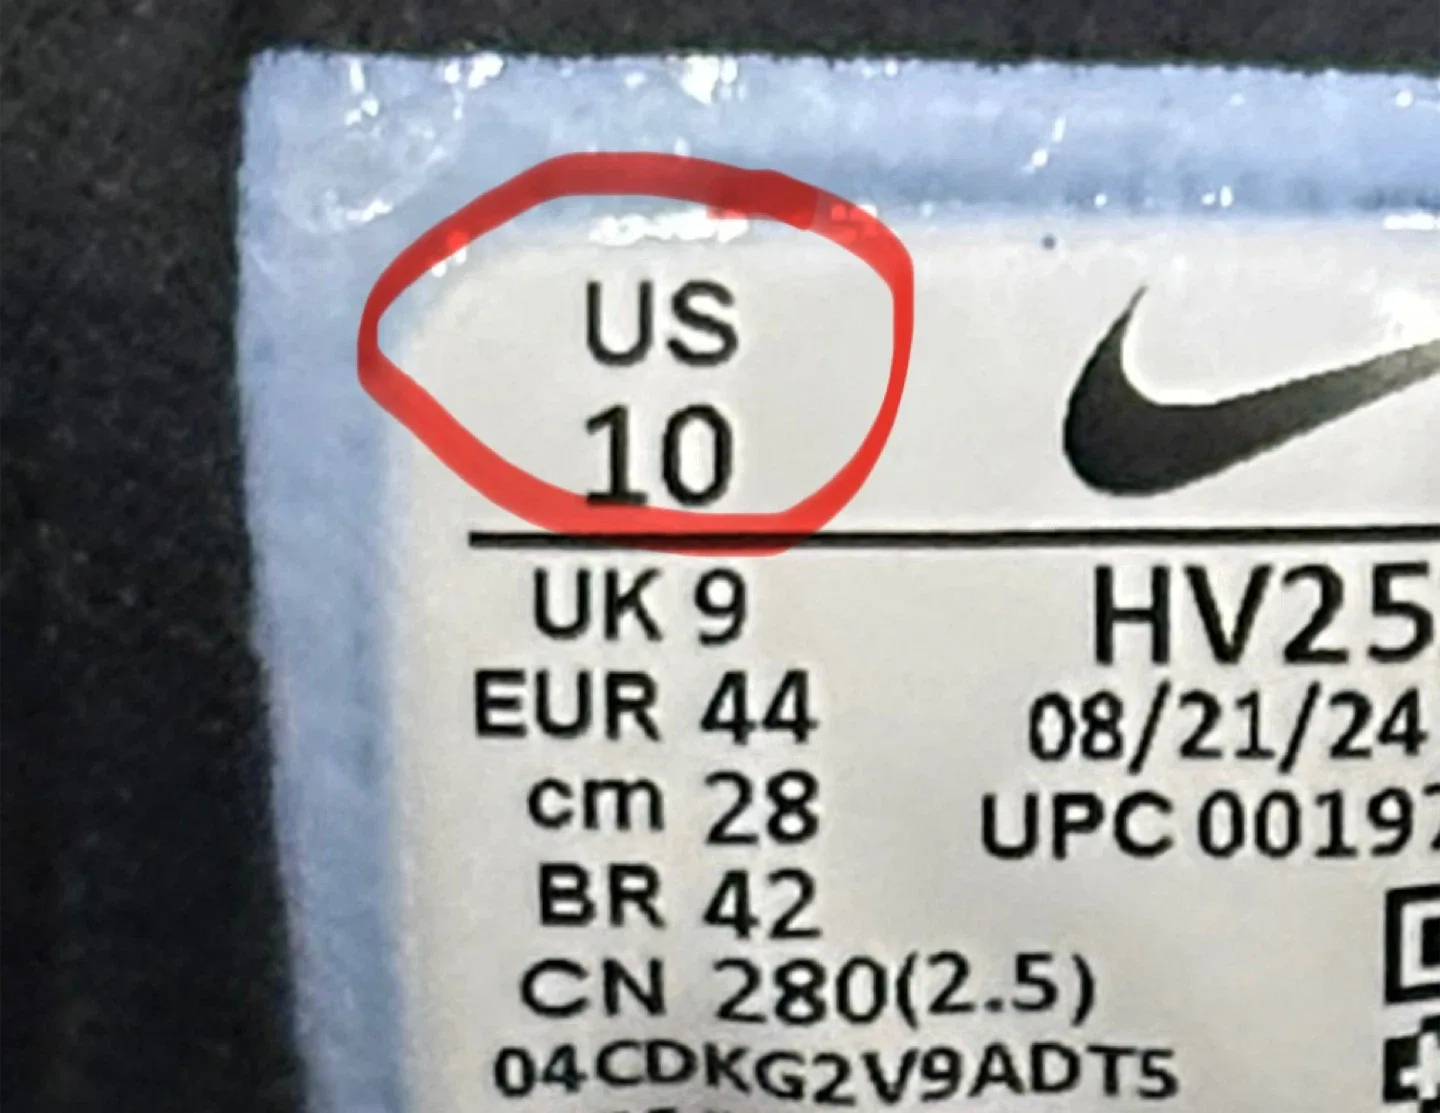 US
10
UK 9
EUR 44
cm 28
BR 42
CN 280(2.5)
04CDKG2V9ADT5
HV25
08/21/24
UPC 00197